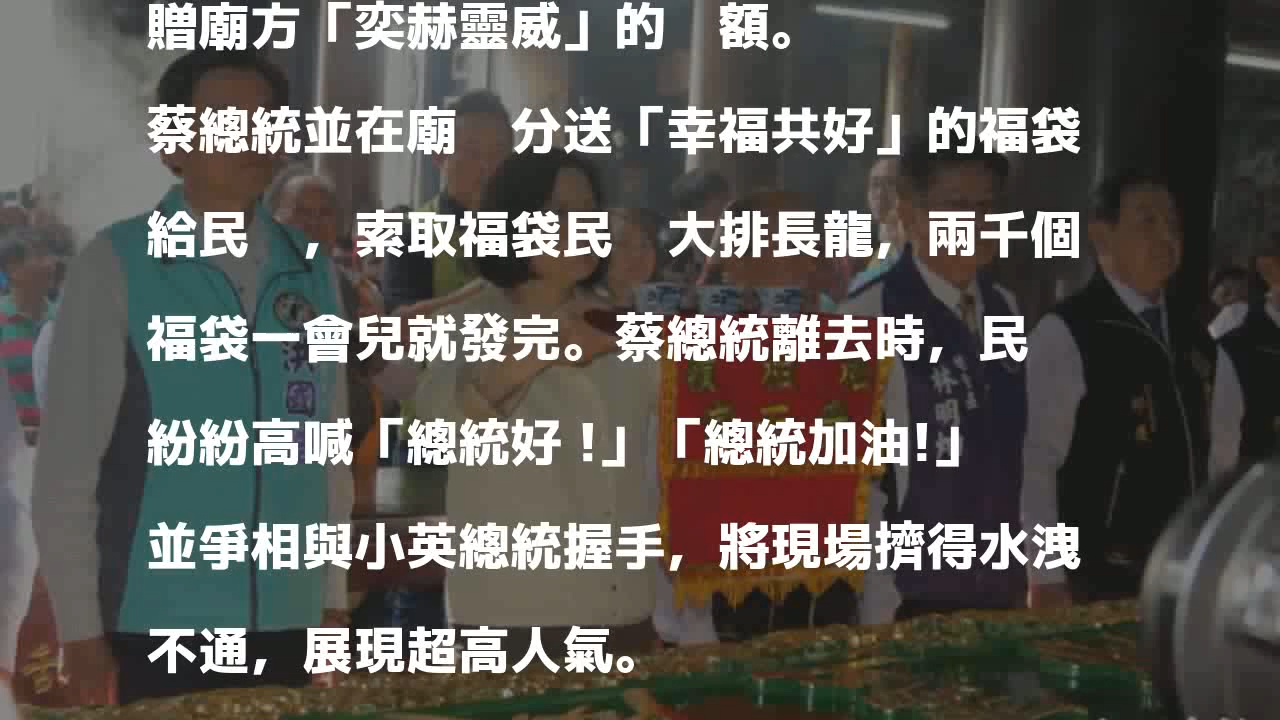 贈廟方「奕赫靈威」的　額。
蔡總統並在廟　分送「幸福共好」的福袋
給民　，索取福袋民　大排長龍，兩千個
福袋一會兒就發完。蔡總統離去時，民
紛紛高喊「總統好 !」「總統加油!」
並爭相與小英總統握手，將現場擠得水洩
不通，展現超高人氣。
林明